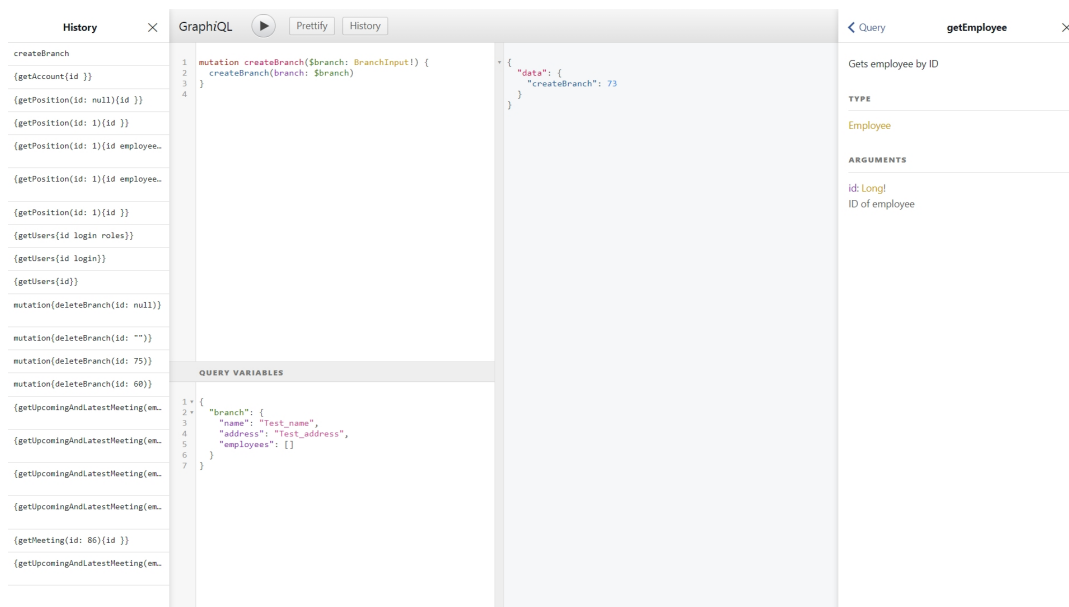 History
createBranch
{getAccount{id }}
{getPosition(id: null){id }}
{getPosition(id: 1){id }}
{getPosition(id: 1){id employee…
{getPosition(id: 1){id employee…
{getPosition(id: 1){id }}
{getUsers{id login roles}}
{getUsers{id login}}
{getUsers{id}}
mutation{deleteBranch(id: null)}
mutation{deleteBranch(id: "")}
mutation{deleteBranch(id: 75)}
mutation{deleteBranch(id: 60)}
{getUpcomingAndLatestMeeting(em…
{getUpcomingAndLatestMeeting(em…
{getUpcomingAndLatestMeeting(em…
{getUpcomingAndLatestMeeting(em…
{getMeeting(id: 86){id }}
{getUpcomingAndLatestMeeting(em…
GraphiQL
Prettify
History
1 mutation createBranch($branch: BranchInput!) {
2 createBranch(branch: $branch)
3 }
4
QUERY VARIABLES
1 {
2 "branch": {
3 "name": "Test_name",
4 "address": "Test_address",
5 "employees": []
6 }
7 }
{
"data": {
"createBranch": 73
}
}
Query
getEmployee
Gets employee by ID
TYPE
Employee
ARGUMENTS
id: Long!
ID of employee